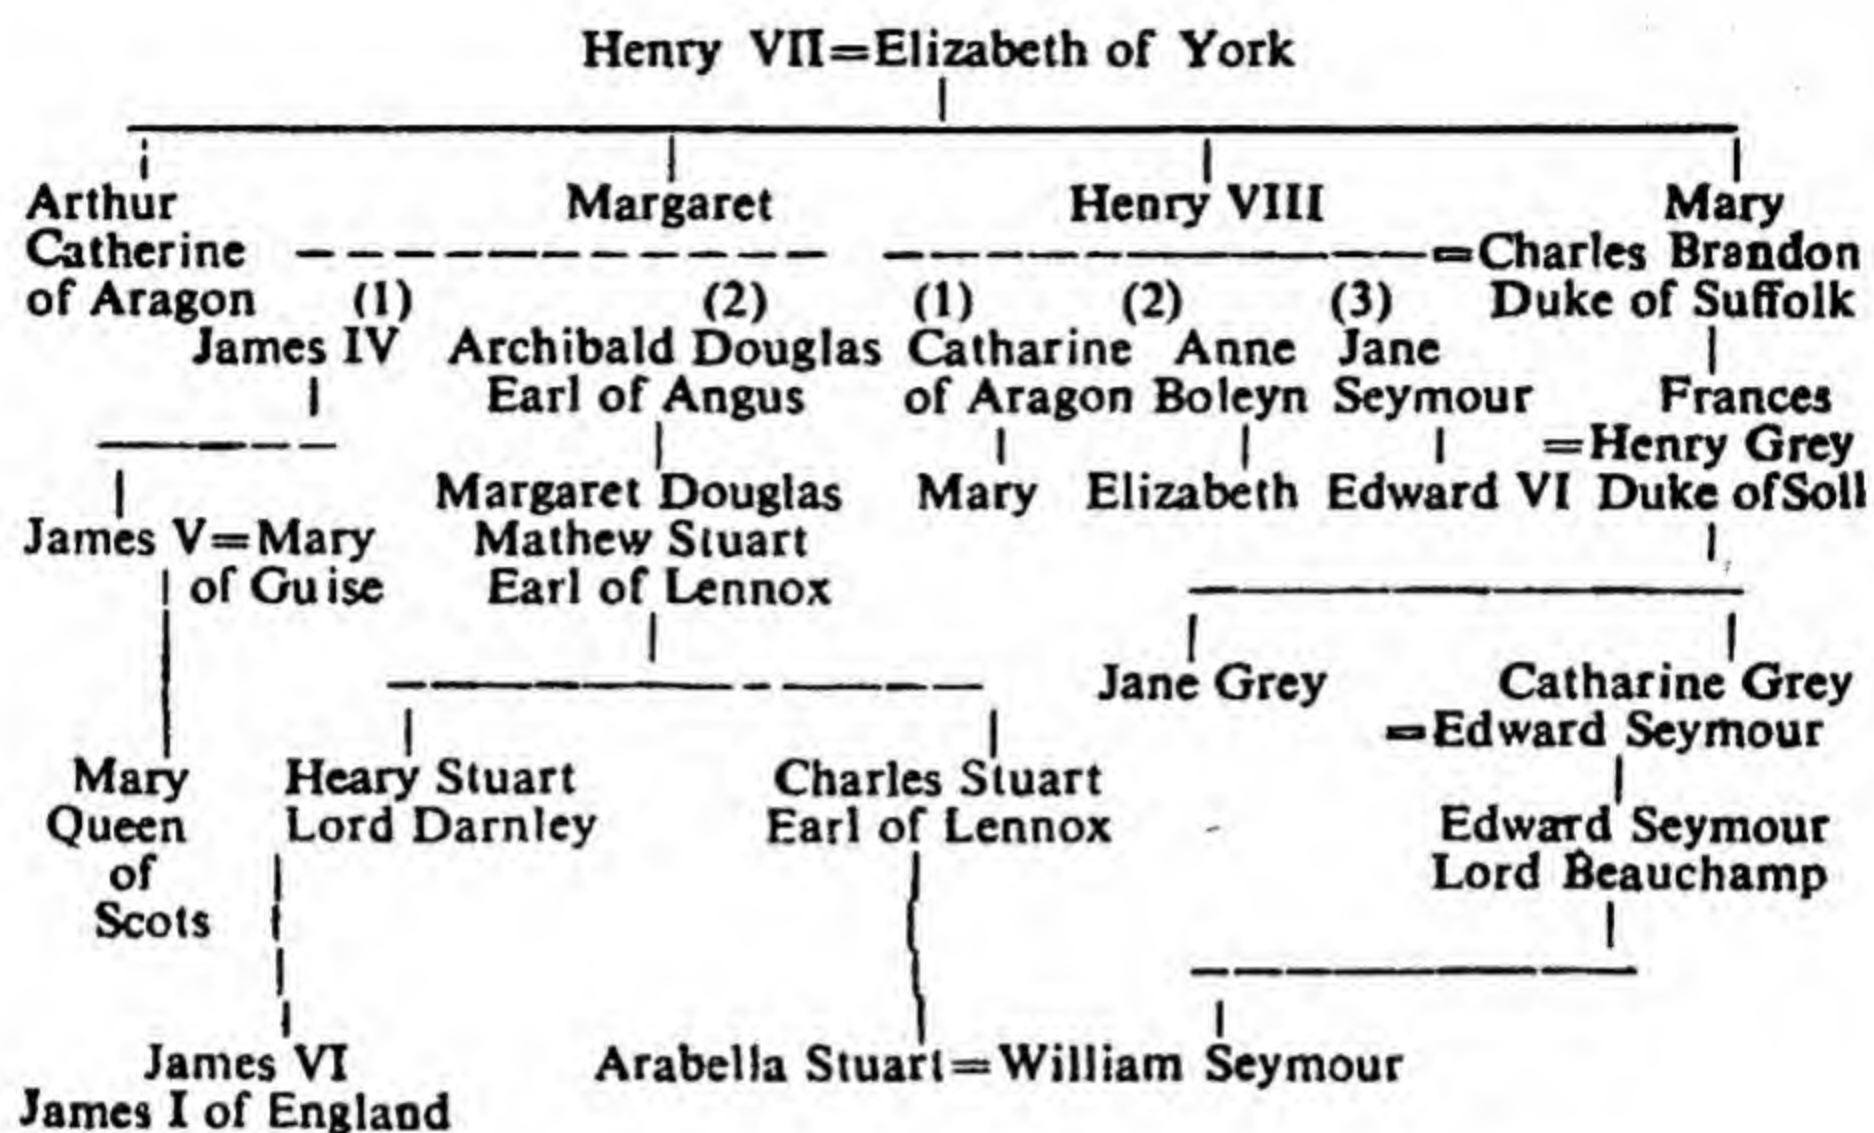 Henry VII=Elizabeth of York
Arthur Margaret Henry VIII Mary
Catherine =Charles Brandon
of Aragon (1) (2) (1) (2) (3) Duke of Suffolk
James IV Archibald Douglas Catharine Anne Jane
Earl of Angus of Aragon Boleyn Seymour Frances
=Henry Grey
Margaret Douglas Mary Elizabeth Edward VI Duke ofSoll
James V=Mary Mathew Stuart
of Guise Earl of Lennox
Jane Grey Catharine Grey
=Edward Seymour
Mary Heary Stuart Charles Stuart
Queen Lord Darnley Earl of Lennox Edward Seymour
of Lord Beauchamp
Scots
James VI Arabella Stuart=William Seymour
James I of England